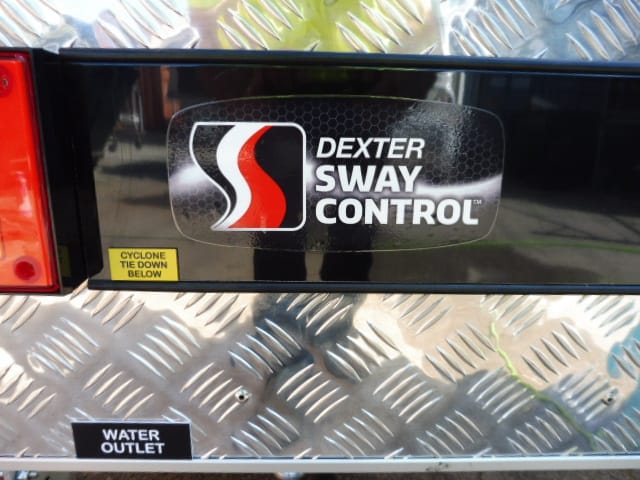 DEXTER
SWAY
CONTROL™
CYCLONE
TIE DOWN
BELOW
WATER
OUTLET